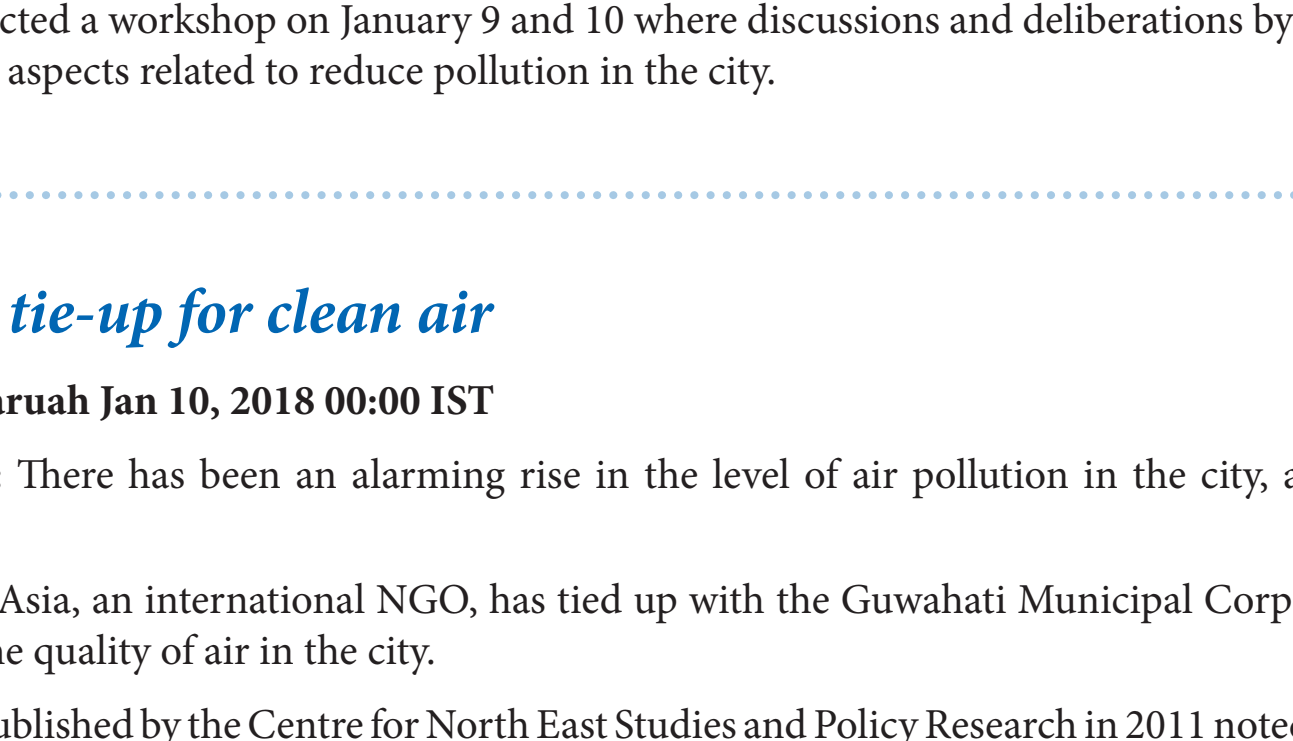 cted a workshop on January 9 and 10 where discussions and deliberations by
aspects related to reduce pollution in the city.
tie-up for clean air
aruah Jan 10, 2018 00:00 IST
: There has been an alarming rise in the level of air pollution in the city, a
Asia, an international NGO, has tied up with the Guwahati Municipal Corp
he quality of air in the city.
ublished by the Centre for North East Studies and Policy Research in 2011 noted